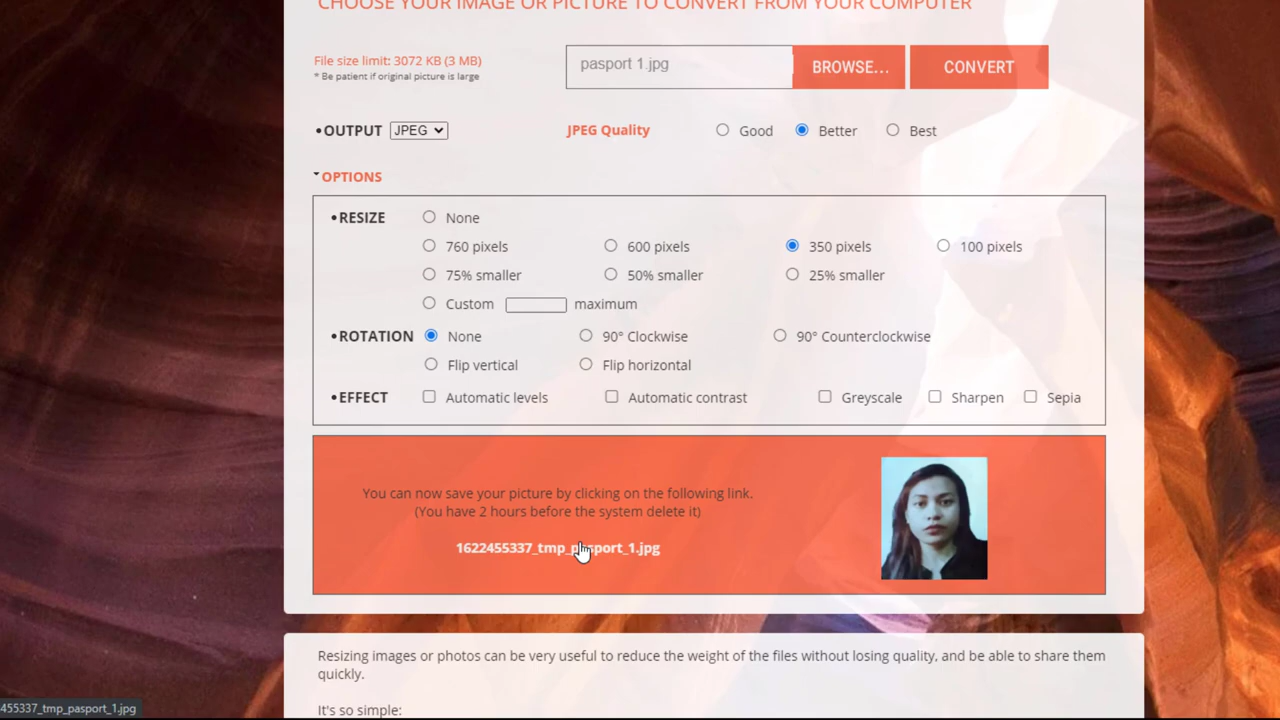 CHOOSE YOUR IMAGE OR PICTURE TO CONVERT FROM YOUR COMPUTER
File size limit: 3072 KB (3 MB)
* Be patient if original picture is large
pasport 1.jpg
BROWSE...
CONVERT
•OUTPUT JPEG
JPEG Quality
Good
Better
Best
OPTIONS
•RESIZE
None
760 pixels
600 pixels
350 pixels
100 pixels
75% smaller
50% smaller
25% smaller
Custom
maximum
•ROTATION
None
90° Clockwise
90° Counterclockwise
Flip vertical
Flip horizontal
•EFFECT
Automatic levels
Automatic contrast
Greyscale
Sharpen
Sepia
You can now save your picture by clicking on the following link.
(You have 2 hours before the system delete it)
1622455337_tmp_pasport_1.jpg
Resizing images or photos can be very useful to reduce the weight of the files without losing quality, and be able to share them
quickly.
It's so simple:
455337_tmp_pasport_1.jpg